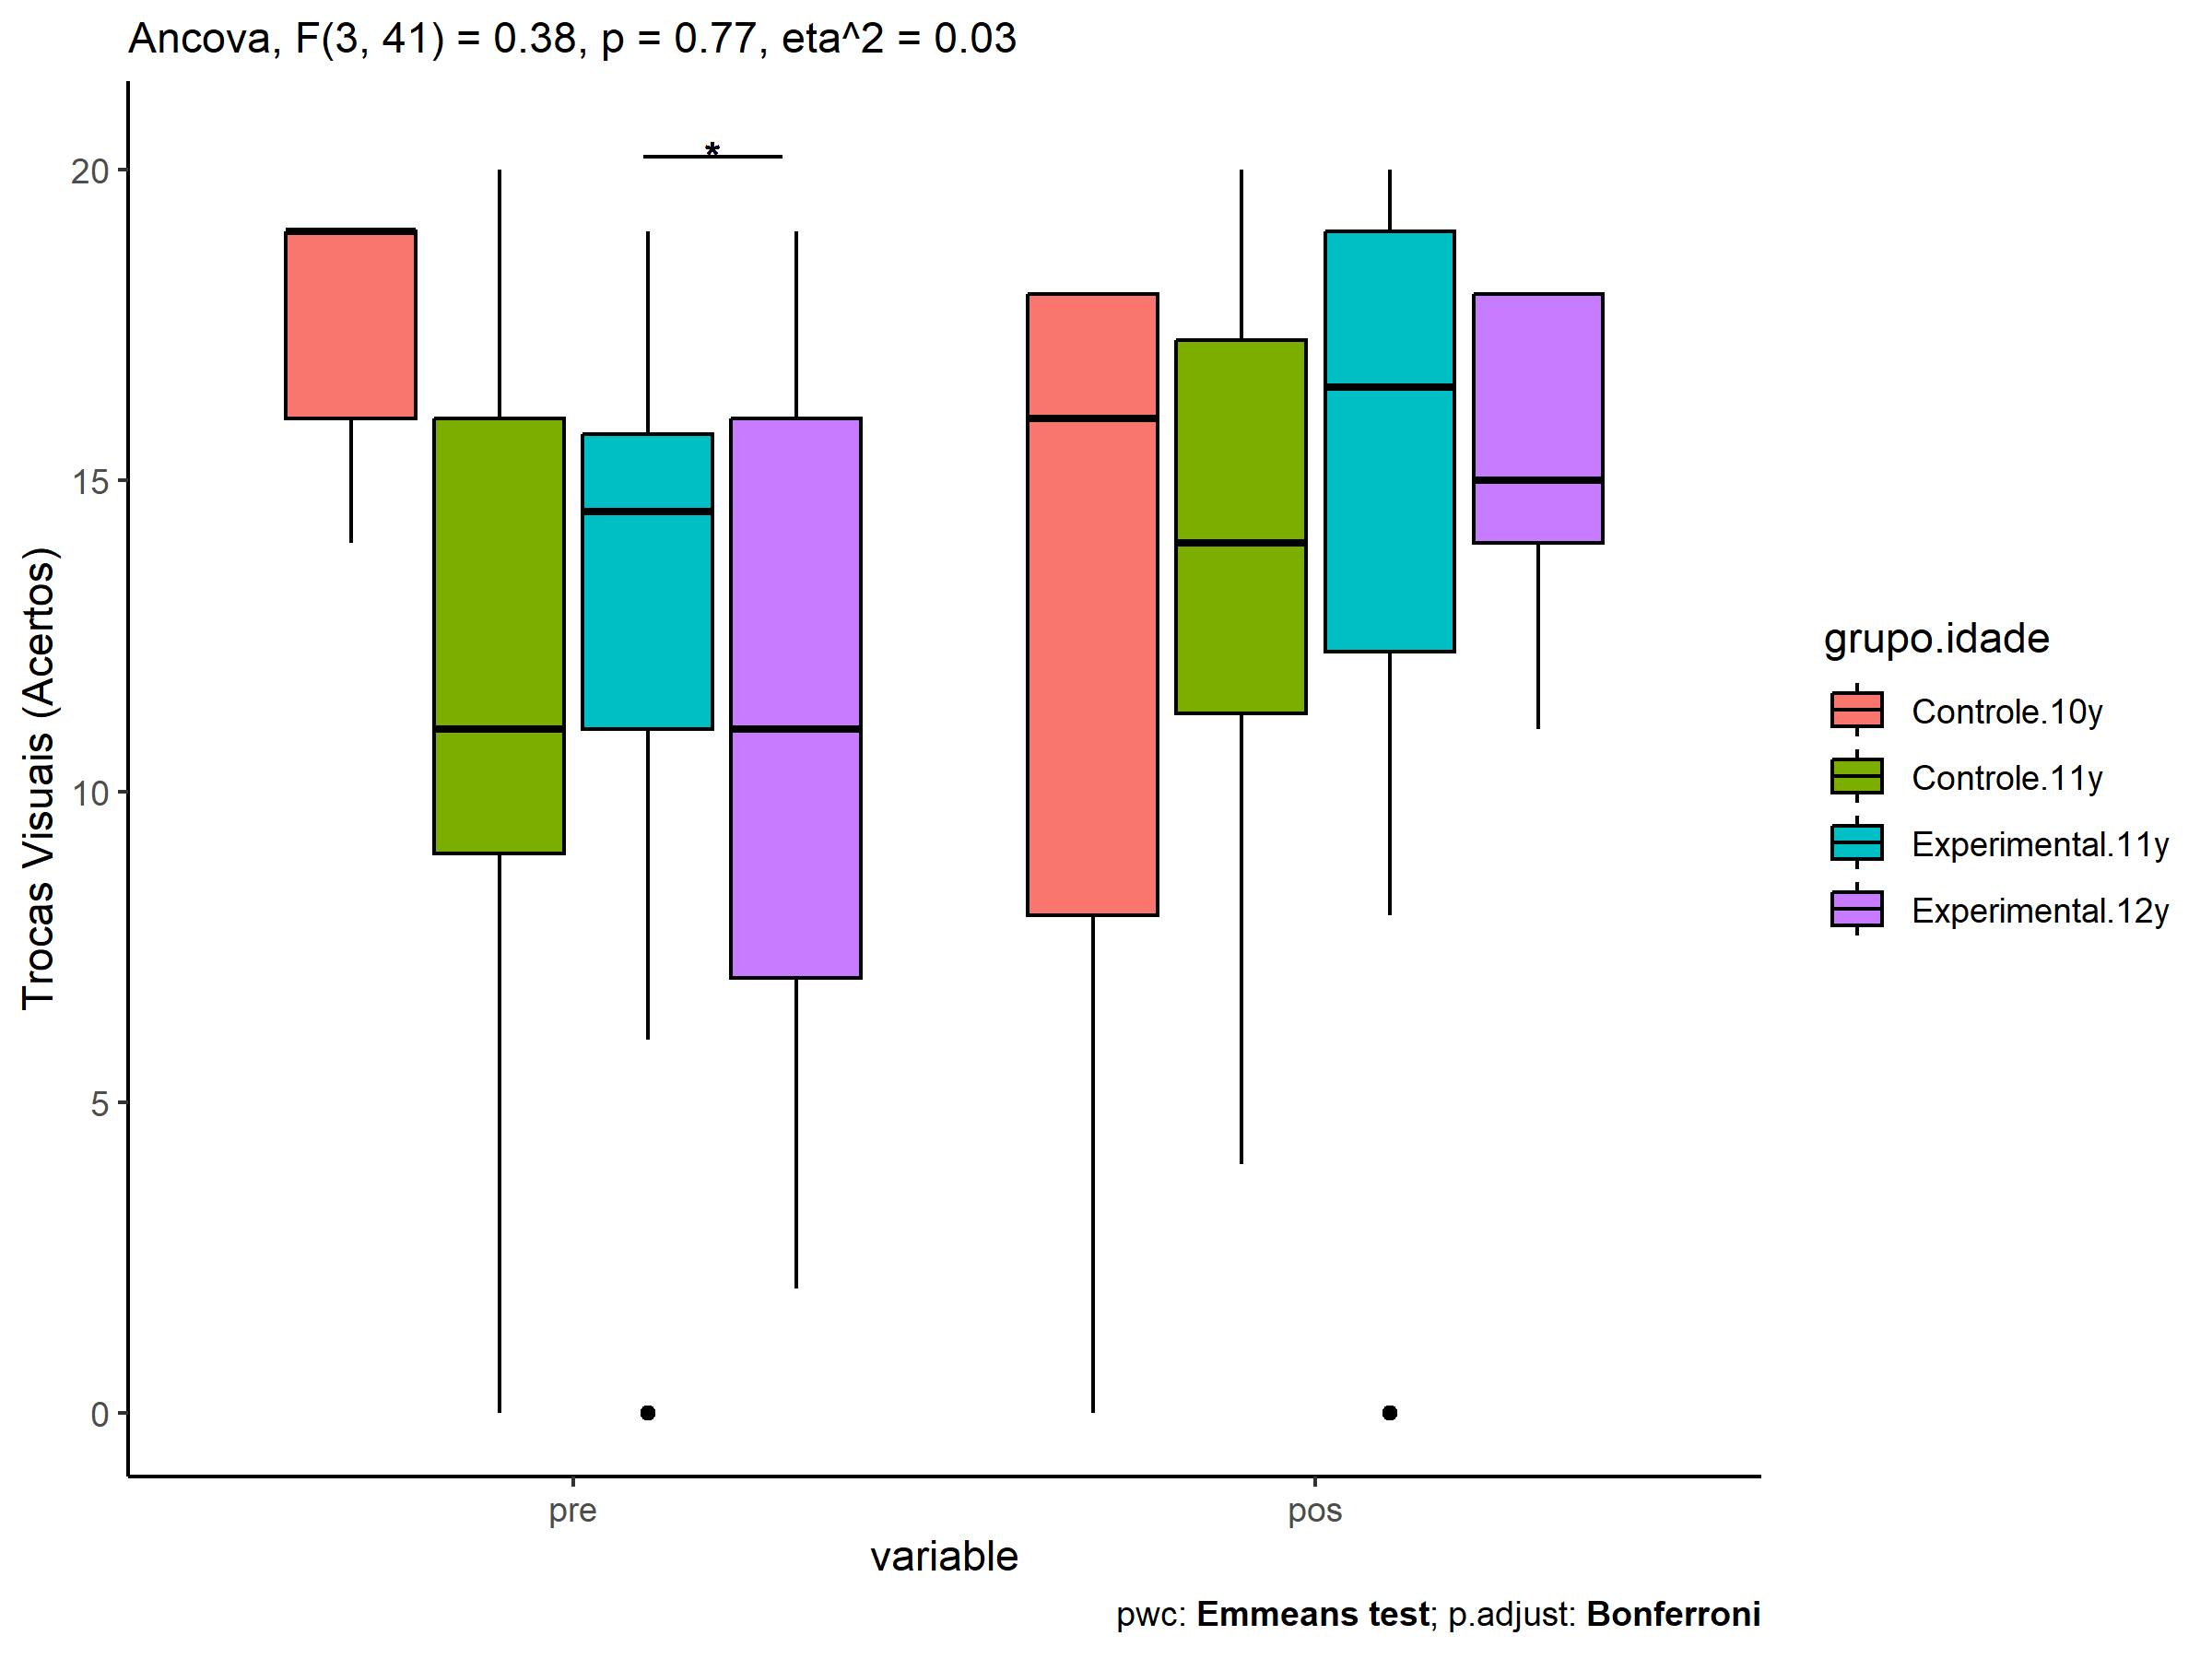 Ancova, F(3, 41) = 0.38, p = 0.77, eta^2 = 0.03
*
20
15
10
5
0
Trocas Visuais (Acertos)
pre
pos
variable
grupo.idade
Controle.10y
Controle.11y
Experimental.11y
Experimental.12y
pwc: Emmeans test; p.adjust: Bonferroni